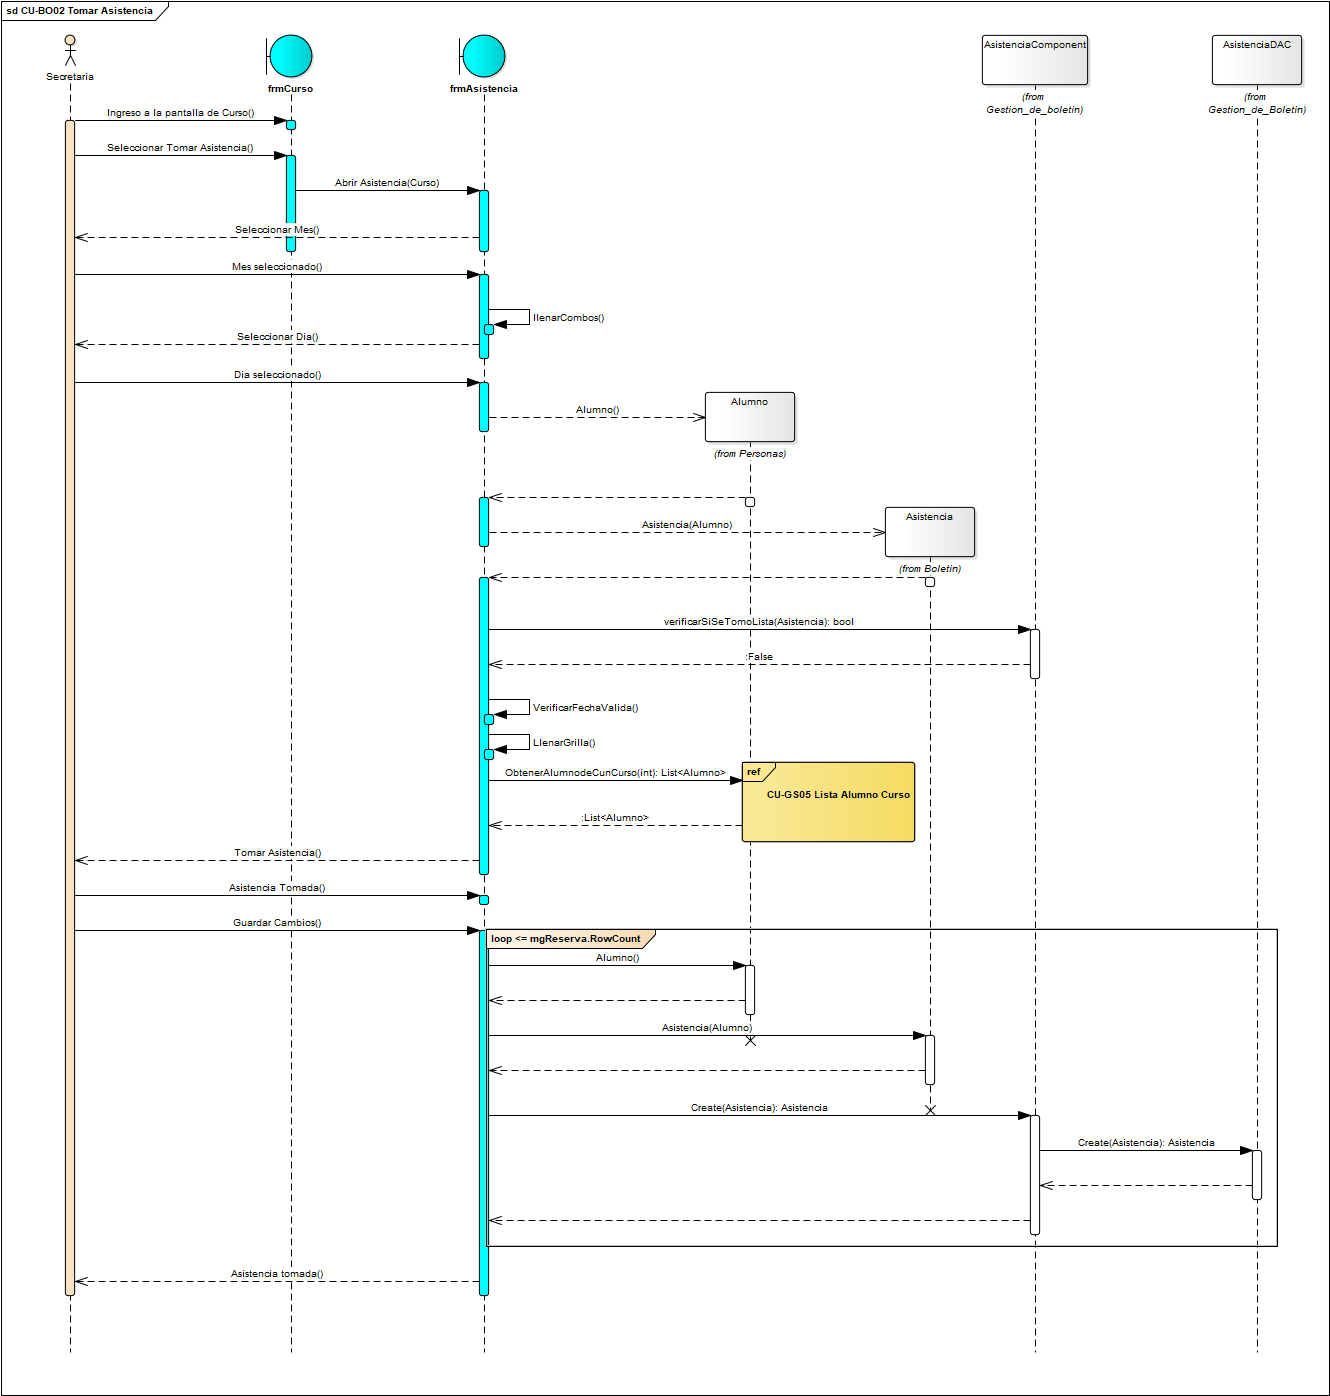 sd CU-BO02 Tomar Asistencia
Secretaria
frmCurso
frmAsistencia
AsistenciaComponent
(from
Gestion_de_boletin)
AsistenciaDAC
(from
Gestion_de_Boletin)
Ingreso a la pantalla de Curso()
Seleccionar Tomar Asistencia()
Abrir Asistencia(Curso)
Seleccionar Mes()
Mes seleccionado()
llenarCombos()
Seleccionar Dia()
Dia seleccionado()
Alumno
Alumno()
(from Personas)
Asistencia
Asistencia(Alumno)
(from Boletin)
verificarSiSeTomoLista(Asistencia): bool
:False
VerificarFechaValida()
LlenarGrilla()
ref
ObtenerAlumnodeCunCurso(int): List<Alumno>
CU-GS05 Lista Alumno Curso
:List<Alumno>
Tomar Asistencia()
Asistencia Tomada()
Guardar Cambios()
loop <= mgReserva.RowCount
Alumno()
Asistencia(Alumno)
Create(Asistencia): Asistencia
Create(Asistencia): Asistencia
Asistencia tomada()